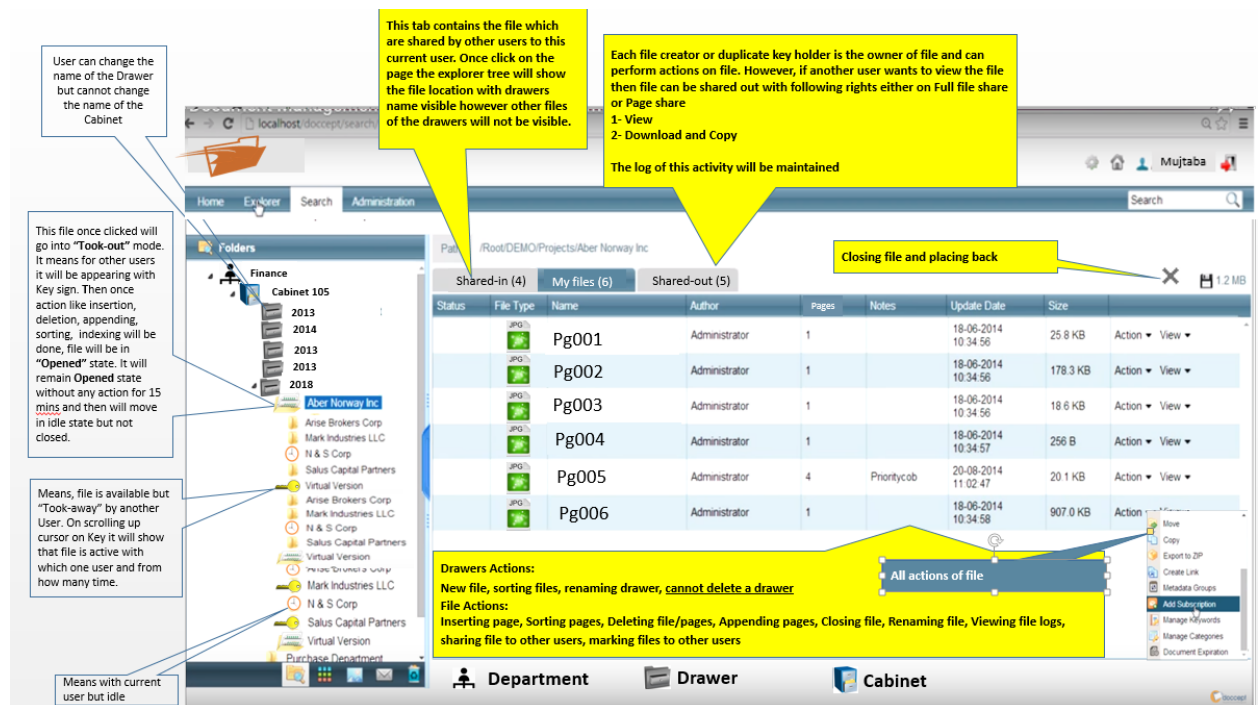 This tab contains the file which
are shared by other users to this
current user. Once click on the
page the explorer tree will show
the file location with drawers
name visible however other files
of the drawers will not be visible.
Each file creator or duplicate key holder is the owner of file and can
perform actions on file. However, if another user wants to view the file
then file can be shared out with following rights either on Full file share
or Page share
1- View
2- Download and Copy
The log of this activity will be maintained
User can change the
name of the Drawer
but cannot change
the name of the
Cabinet
localhost/doccept/search/
Mujtaba
Home Explorer Search Administration
Search
This file once clicked will
go into “Took-out” mode.
It means for other users
it will be appearing with
Key sign. Then once
action like insertion,
deletion, appending,
sorting, indexing will be
done, file will be in
“Opened” state. It will
remain Opened state
without any action for 15
mins and then will move
in idle state but not
closed.
Means, file is available but
“Took-away” by another
User. On scrolling up
cursor on Key it will show
that file is active with
which one user and from
how many time.
Means with current
user but idle
Folders
Finance
Cabinet 105
2013
2014
2013
2013
2018
Aber Norway Inc
Arise Brokers Corp
Mark Industries LLC
N & S Corp
Salus Capital Partners
Virtual Version
Arise Brokers Corp
Mark Industries LLC
N & S Corp
Salus Capital Partners
Virtual Version
Arise Brokers Corp
Mark Industries LLC
N & S Corp
Salus Capital Partners
Virtual Version
Purchase Department
/Root/DEMO/Projects/Aber Norway Inc
Closing file and placing back
Shared-in (4) My files (6) Shared-out (5)
1.2 MB
Status File Type Name Author Pages Notes Update Date Size
JPG Pg001 Administrator 1 18-06-2014 10:34:56 25.8 KB Action View
JPG Pg002 Administrator 1 18-06-2014 10:34:56 178.3 KB Action View
JPG Pg003 Administrator 1 18-06-2014 10:34:56 18.6 KB Action View
JPG Pg004 Administrator 1 18-06-2014 10:34:57 256 B Action View
JPG Pg005 Administrator 4 Prioritycob 20-08-2014 11:02:47 20.1 KB Action View
JPG Pg006 Administrator 1 18-06-2014 10:34:58 907.0 KB Action
Drawers Actions:
New file, sorting files, renaming drawer, cannot delete a drawer
File Actions:
Inserting page, Sorting pages, Deleting file/pages, Appending pages, Closing file, Renaming file, Viewing file logs,
sharing file to other users, marking files to other users
All actions of file
Move
Copy
Export to ZIP
Create Link
Metadata Groups
Add Subscription
Manage Keywords
Manage Categories
Document Expiration
Department Drawer Cabinet
doccept